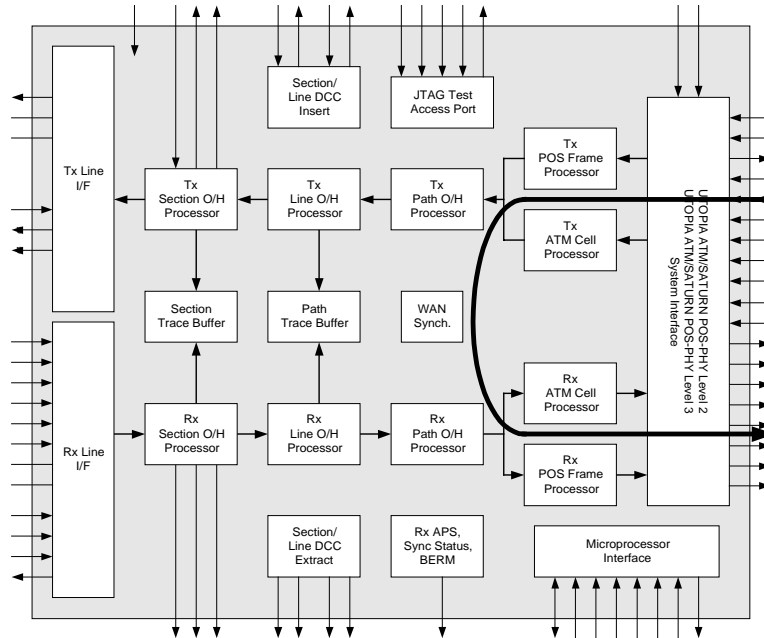 Tx Line
I/F
Section/
Line DCC
Insert
JTAG Test
Access Port
Tx
POS Frame
Processor
Tx
Section O/H
Processor
Tx
Line O/H
Processor
Tx
Path O/H
Processor
Tx
ATM Cell
Processor
UTOPIA ATM/SATURN POS-PHY Level 2
UTOPIA ATM/SATURN POS-PHY Level 3
System Interface
Section
Trace Buffer
Path
Trace Buffer
WAN
Synch.
Rx Line
I/F
Rx
Section O/H
Processor
Rx
Line O/H
Processor
Rx
Path O/H
Processor
Rx
ATM Cell
Processor
Rx
POS Frame
Processor
Section/
Line DCC
Extract
Rx APS,
Sync Status,
BERM
Microprocessor
Interface